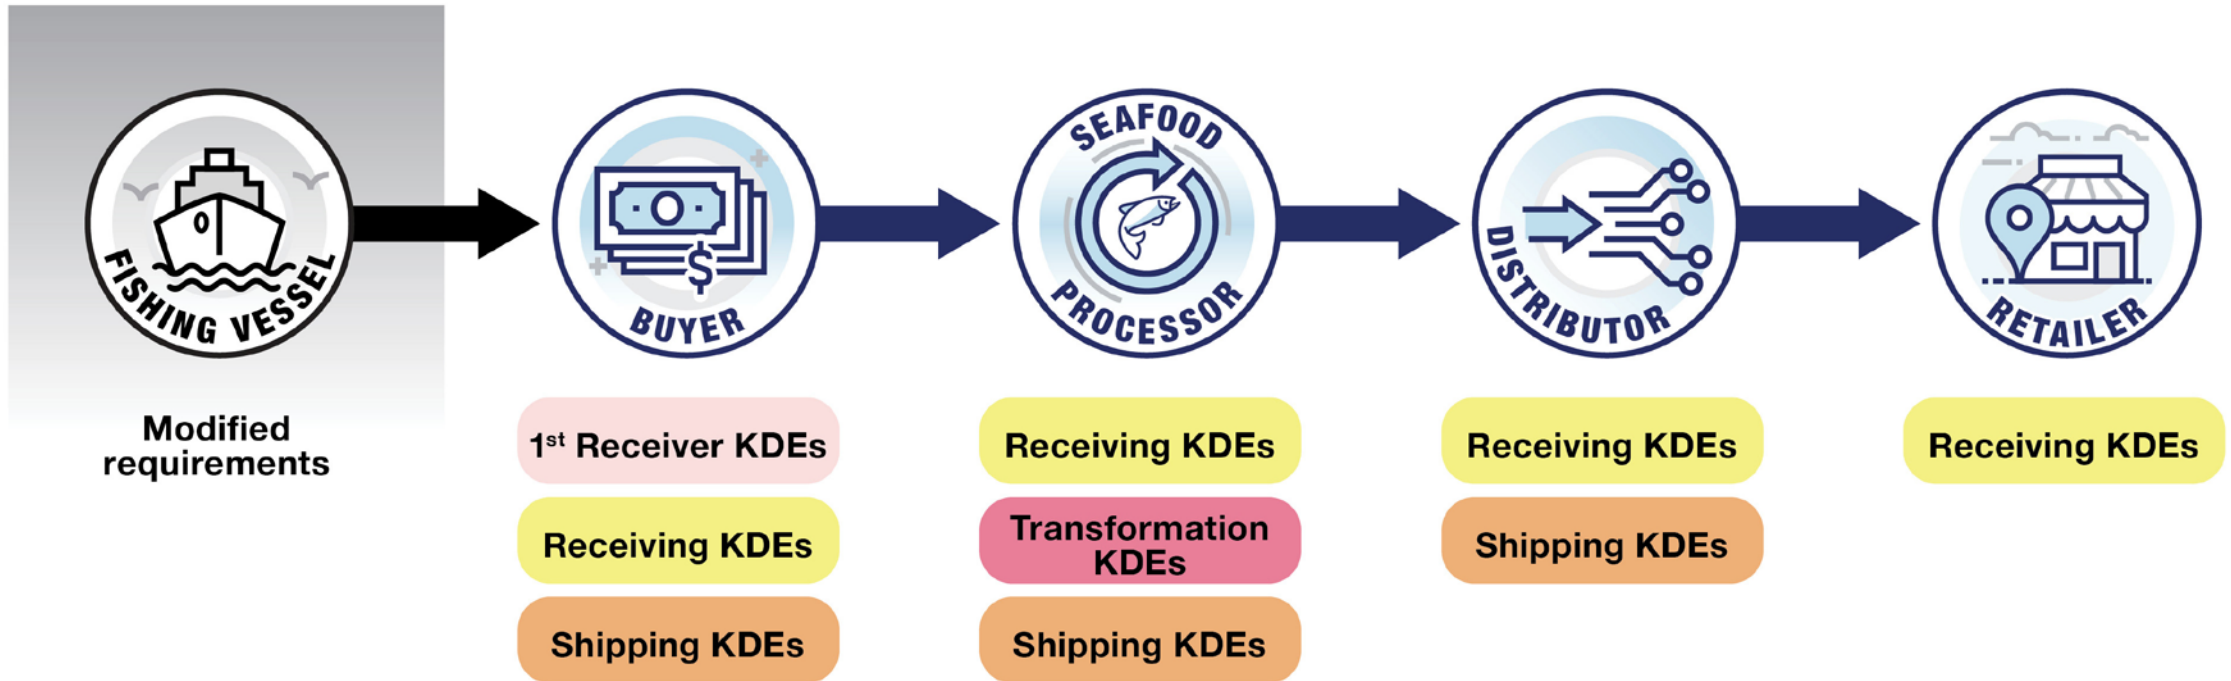 FISHING VESSEL
BUYER
SEAFOOD
PROCESSOR
DISTRIBUTOR
RETAILER
Modified
requirements
1st Receiver KDEs
Receiving KDEs
Shipping KDEs
Receiving KDEs
Transformation
KDEs
Shipping KDEs
Receiving KDEs
Shipping KDEs
Receiving KDEs